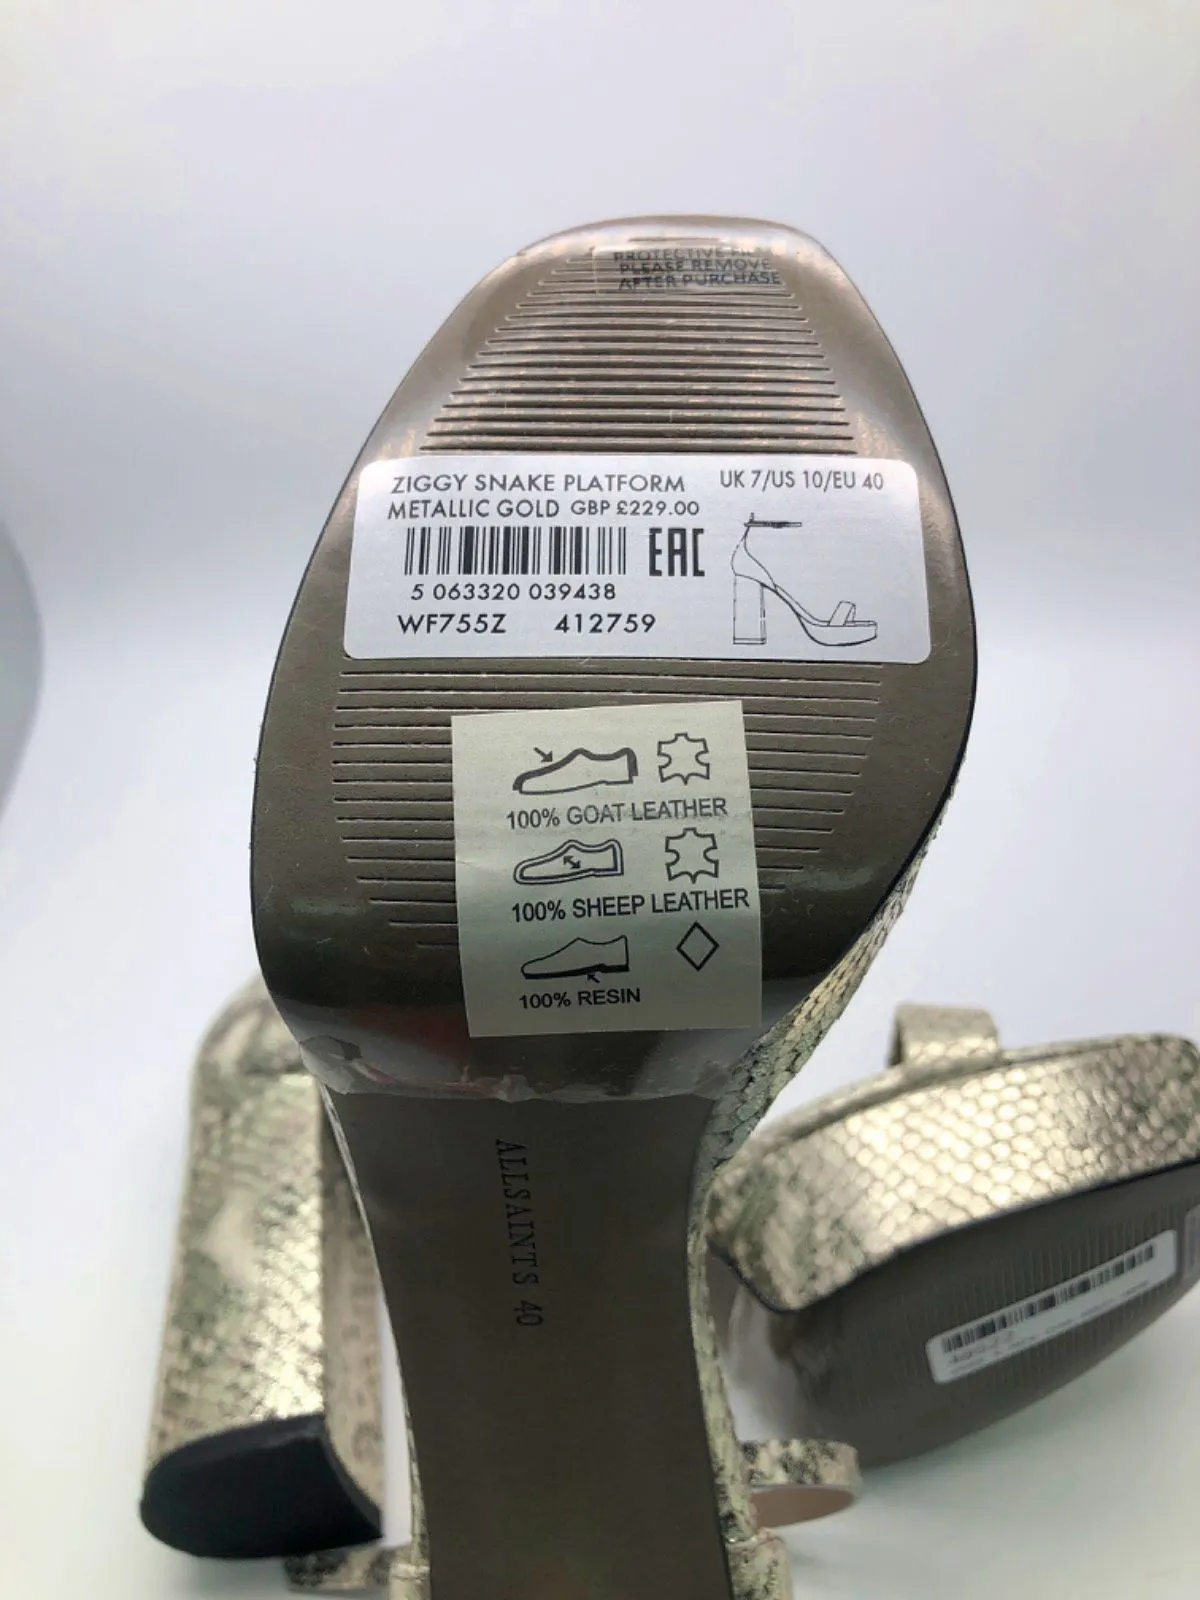 PROTECTIVE FILM
PLEASE REMOVE
AFTER PURCHASE
ZIGGY SNAKE PLATFORM UK 7/US 10/EU 40
METALLIC GOLD GBP £229.00
EAC
5 063320 039438
WF755Z 412759
100% GOAT LEATHER
100% SHEEP LEATHER
100% RESIN
ALLSAINTS 40